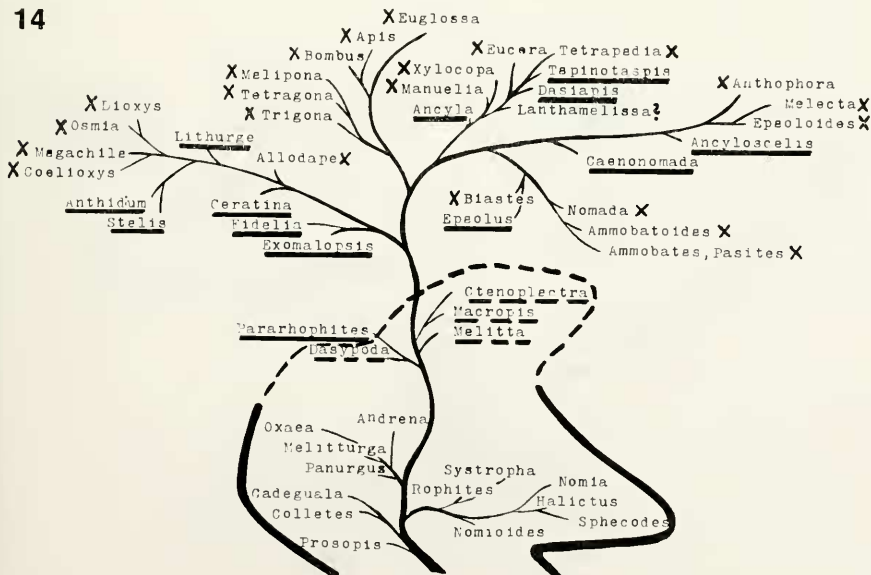 14
X Euglossa
X Apis
X Bombus
X Eucera Tetrapedia X
X Melipona
X Xylocopa
Tapinotaspis
X Tetragona
X Manuelia
Dasiapis
X Anthophora
X Dioxys
X Trigona
Ancyla
Lanthamelissa?
Melecta X
X Osmia
Epeoloides X
Lithurge
X Megachile
Allodape X
Ancyloscelis
X Coelioxys
Caenonomada
Anthidum
Ceratina
X Biastes
Stelis
Epeolus
Nomada X
Fidelia
Ammobatoides X
Exomalopsis
Ammobates, Pasites X
Ctenoplectra
Macropis
Pararhophites
Melitta
Dasypoda
Andrena
Oxaea
Melitturga
Panurgus
Systropha
Nomia
Cadeguala
Rophites
Halictus
Colletes
Sphecodes
Nomioides
Prosopis